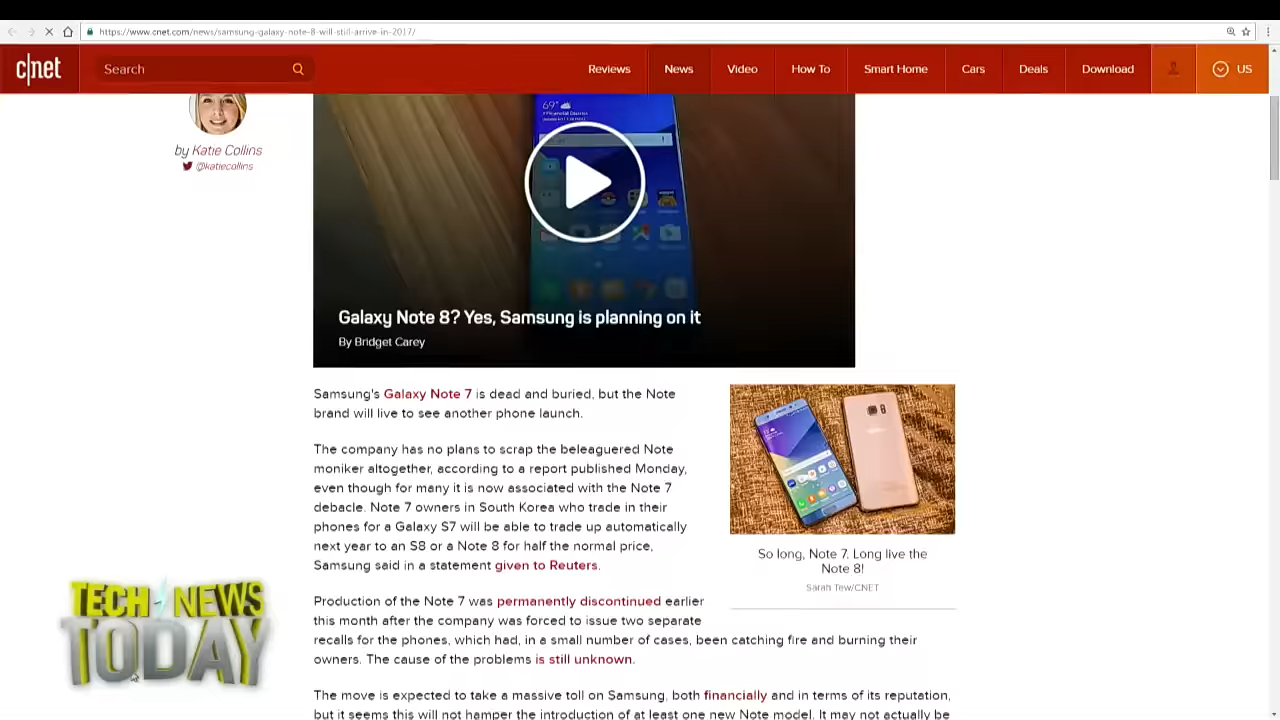 https://www.cnet.com/news/samsung-galaxy-note-8-will-still-arrive-in-2017/
c|net
Search
Reviews
News
Video
How To
Smart Home
Cars
Deals
Download
US
by Katie Collins
@katiecollins
69°
Galaxy Note 8? Yes, Samsung is planning on it
By Bridget Carey
Samsung's Galaxy Note 7 is dead and buried, but the Note
brand will live to see another phone launch.
The company has no plans to scrap the beleaguered Note
moniker altogether, according to a report published Monday,
even though for many it is now associated with the Note 7
debacle. Note 7 owners in South Korea who trade in their
phones for a Galaxy S7 will be able to trade up automatically
next year to an S8 or a Note 8 for half the normal price,
Samsung said in a statement given to Reuters.
So long, Note 7. Long live the
Note 8!
Sarah Tew/CNET
Production of the Note 7 was permanently discontinued earlier
this month after the company was forced to issue two separate
recalls for the phones, which had, in a small number of cases, been catching fire and burning their
owners. The cause of the problems is still unknown.
The move is expected to take a massive toll on Samsung, both financially and in terms of its reputation,
but it seems this will not hamper the introduction of at least one new Note model. It may not actually be
TECH NEWS
TODAY